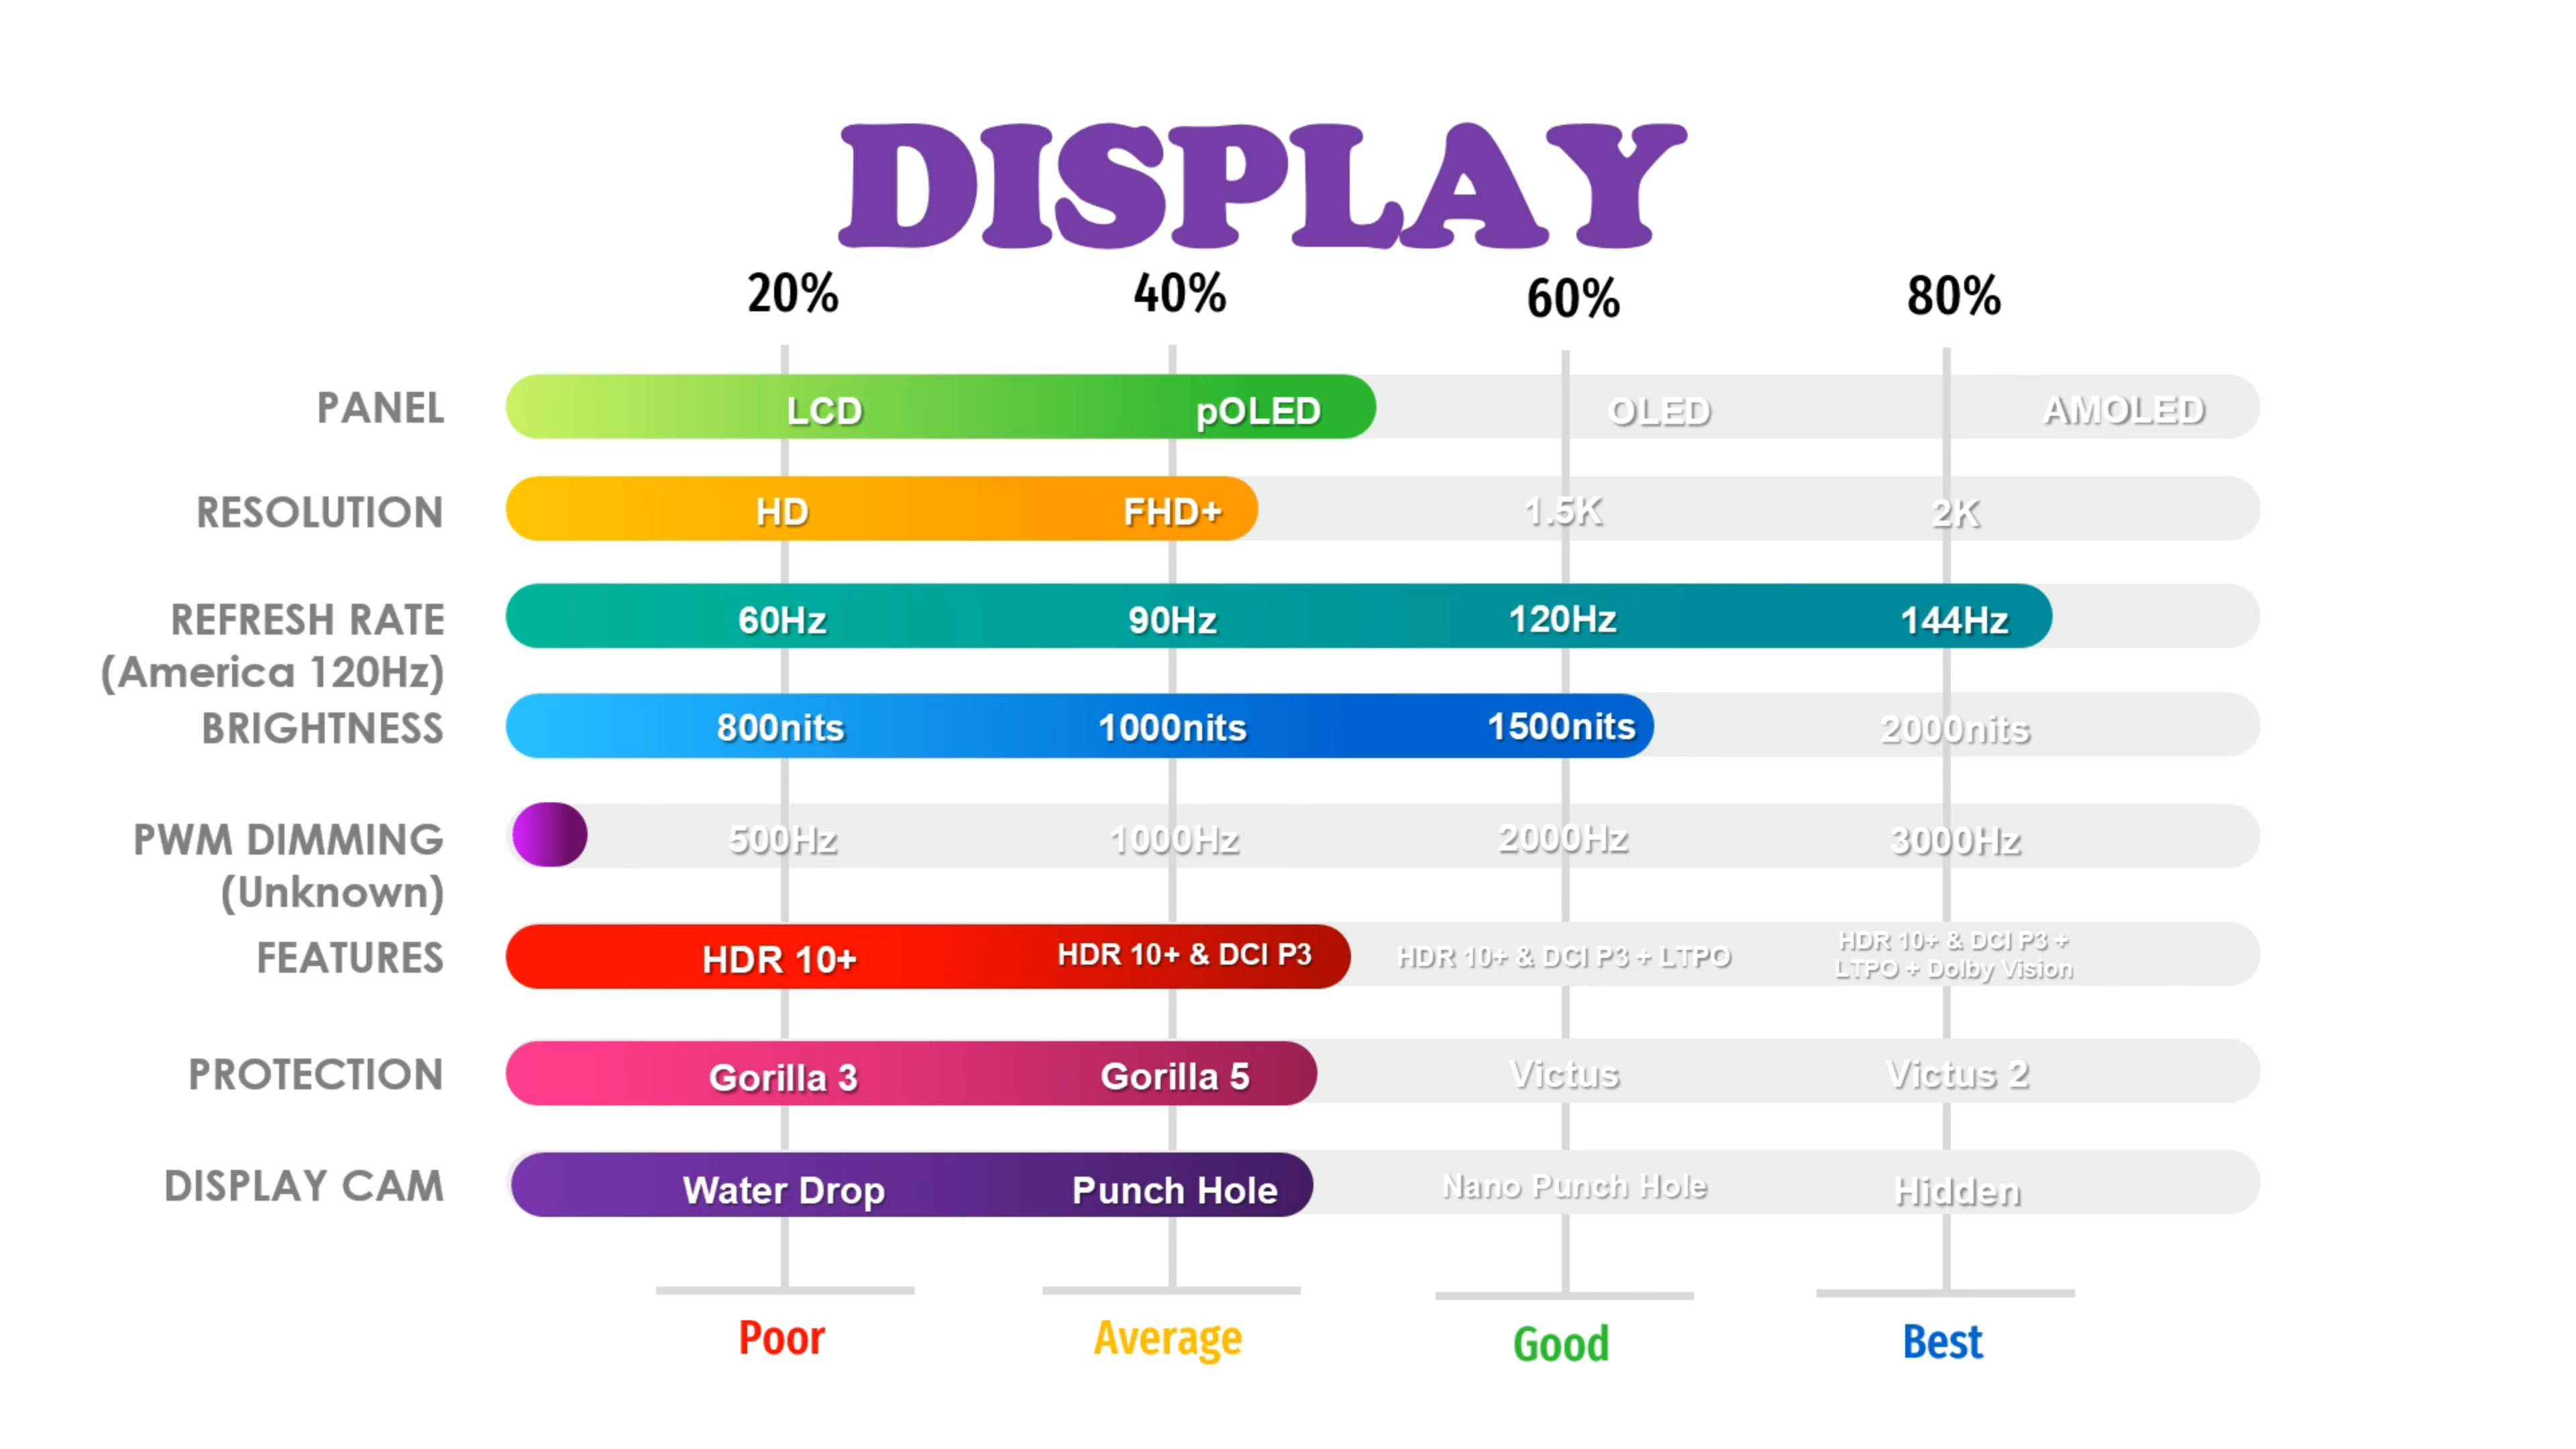 DISPLAY
20% 40% 60% 80%
PANEL LCD pOLED OLED AMOLED
RESOLUTION HD FHD+ 1.5K 2K
REFRESH RATE 60Hz 90Hz 120Hz 144Hz
(America 120Hz)
BRIGHTNESS 800nits 1000nits 1500nits 2000nits
PWM DIMMING 500Hz 1000Hz 2000Hz 3000Hz
(Unknown)
FEATURES HDR 10+ HDR 10+ & DCI P3 HDR 10+ & DCI P3 + LTPO HDR 10+ & DCI P3 +
LTPO + Dolby Vision
PROTECTION Gorilla 3 Gorilla 5 Victus Victus 2
DISPLAY CAM Water Drop Punch Hole Nano Punch Hole Hidden
Poor Average Good Best